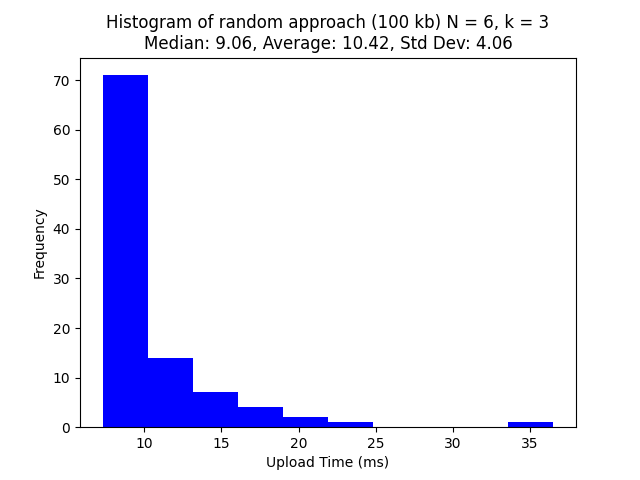 Histogram of random approach (100 kb) N = 6, k = 3
Median: 9.06, Average: 10.42, Std Dev: 4.06
70
60
50
40
30
20
10
0
Frequency
10 15 20 25 30 35
Upload Time (ms)